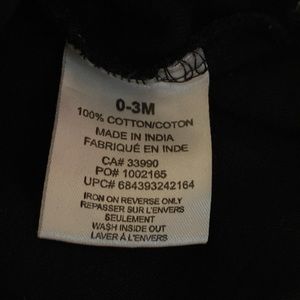 0-3M
100% COTTON/COTON
MADE IN INDIA
FABRIQUÉ EN INDE
CA# 33990
PO# 1002165
UPC# 684393242164
IRON ON REVERSE ONLY
REPASSER SUR L'ENVERS
SEULEMENT
WASH INSIDE OUT
LAVER À L'ENVERS